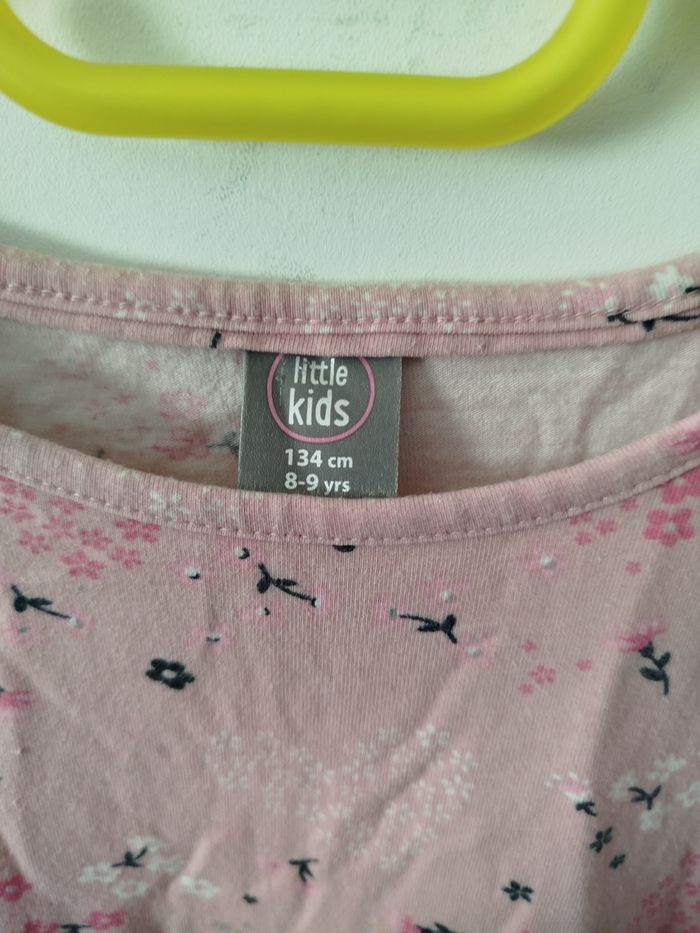 little
kids
134 cm
8-9 yrs